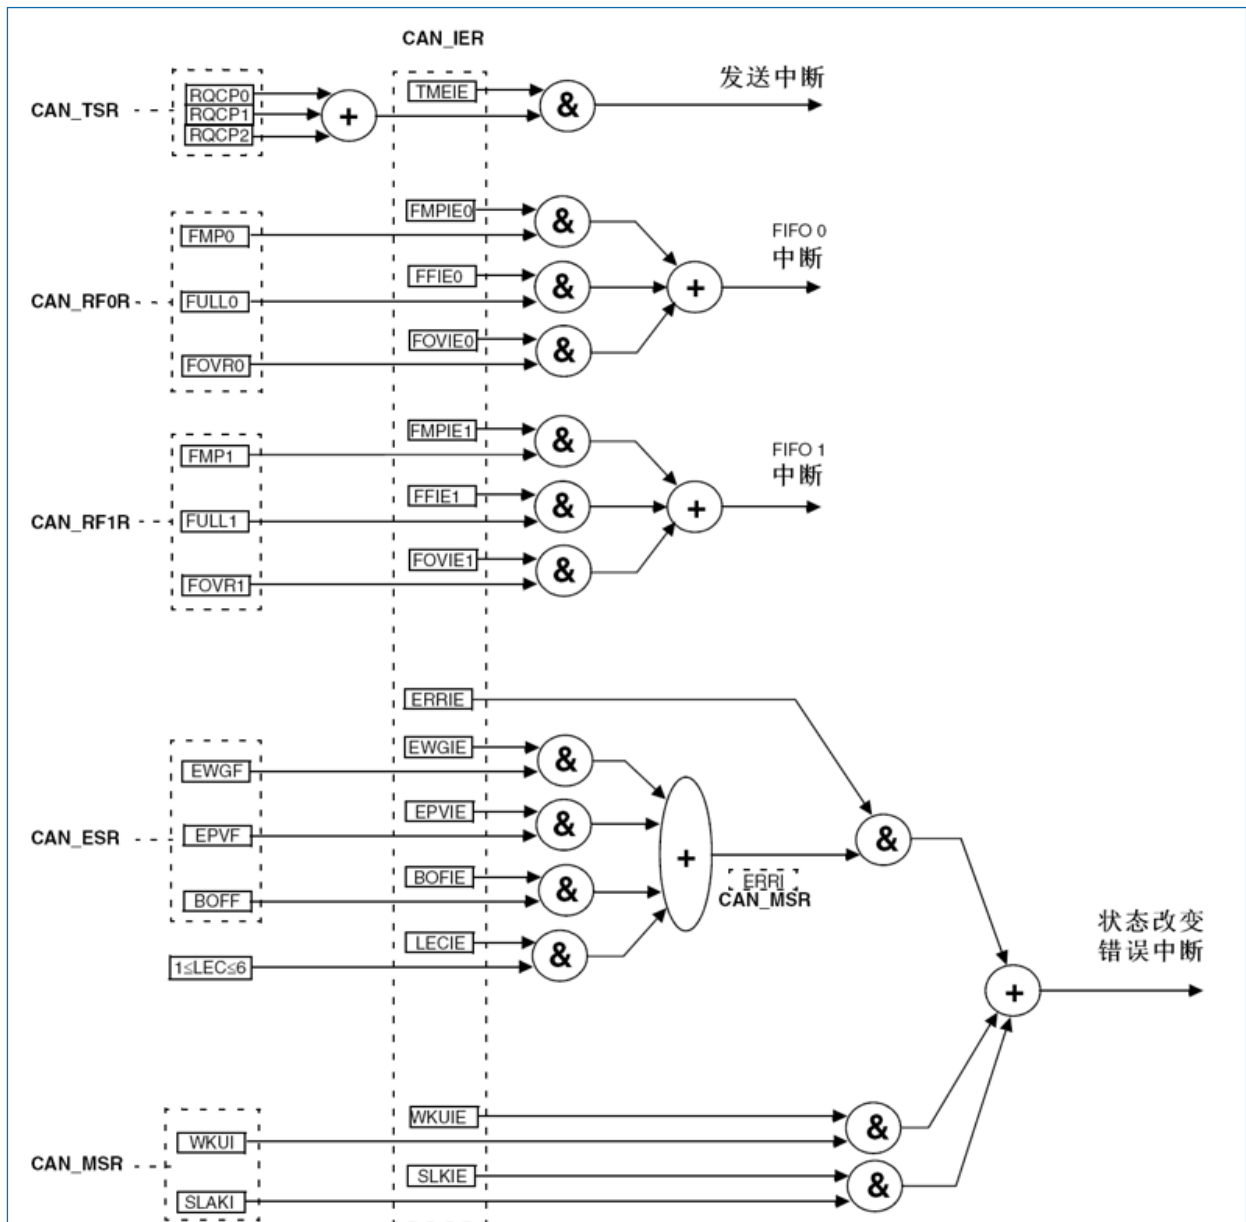 CAN_IER
发送中断
CAN_TSR
RQCP0
RQCP1
RQCP2
+
TMEIE
&
FMPIE0
&
FMP0
FIFO 0
中断
FFIE0
&
+
CAN_RF0R
FULL0
FOVIE0
&
FOVR0
FMPIE1
&
FMP1
FIFO 1
中断
FFIE1
&
+
CAN_RF1R
FULL1
FOVIE1
&
FOVR1
ERRIE
EWGIE
&
EWGF
EPVIE
&
CAN_ESR
EPVF
&
+
BOFIE
&
ERRI
CAN_MSR
BOFF
状态改变
错误中断
LECIE
&
1≤LEC≤6
+
WKUIE
&
WKUI
CAN_MSR
SLKIE
&
SLAKI